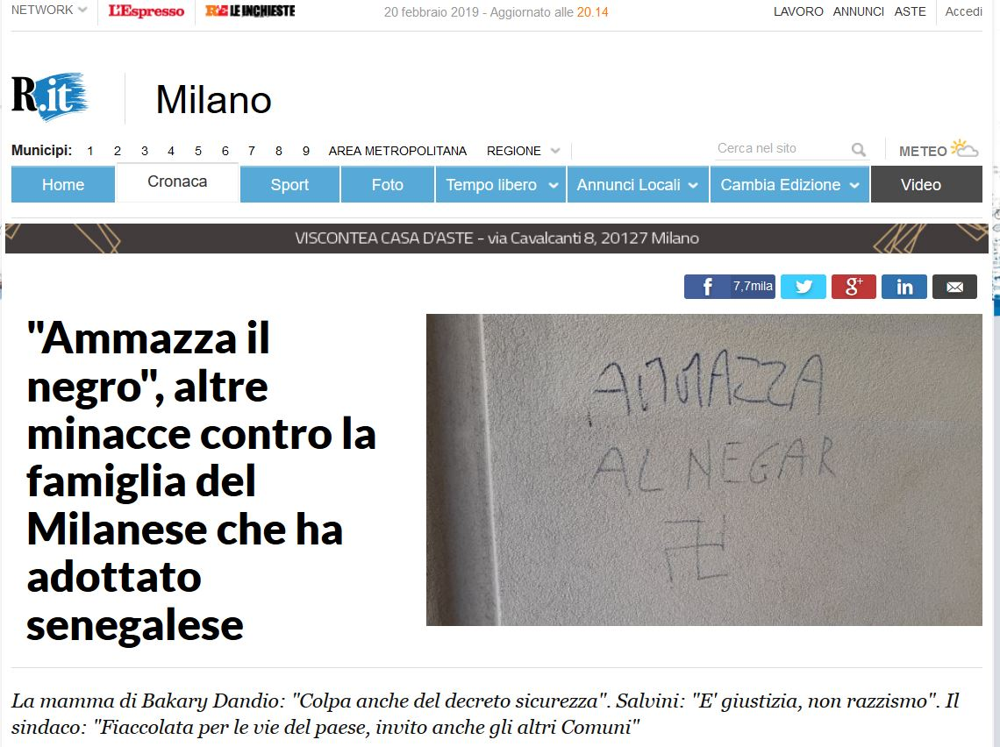 NETWORK
L'Espresso
RE LE INCHIESTE
20 febbraio 2019 - Aggiornato alle 20.14
LAVORO ANNUNCI ASTE Accedi
R.it
Milano
Municipi: 1 2 3 4 5 6 7 8 9 AREA METROPOLITANA REGIONE
Cerca nel sito
METEO
Home Cronaca Sport Foto Tempo libero Annunci Locali Cambia Edizione Video
VISCONTEA CASA D'ASTE - via Cavalcanti 8, 20127 Milano
f 7,7mila
g+
in
"Ammazza il
negro", altre
minacce contro la
famiglia del
Milanese che ha
adottato
senegalese
AMMAZZA
AL NEGAR
La mamma di Bakary Dandio: "Colpa anche del decreto sicurezza". Salvini: "E' giustizia, non razzismo". Il
sindaco: "Fiaccolata per le vie del paese, invito anche gli altri Comuni"